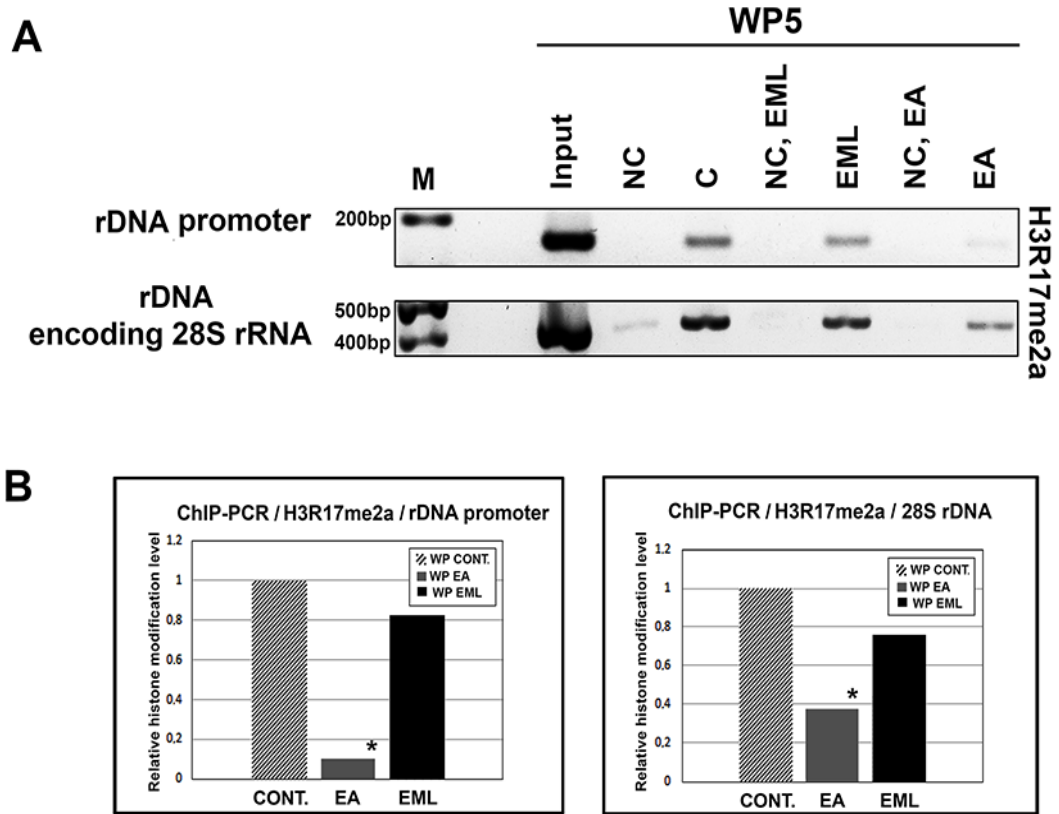 A
WP5
M
Input
NC
C
NC, EML
EML
NC, EA
EA
rDNA promoter
200bp
H3R17me2a
rDNA
encoding 28S rRNA
500bp
400bp
B
ChIP-PCR / H3R17me2a / rDNA promoter
Relative histone modification level
1.2
1
0.8
0.6
0.4
0.2
0
WP CONT.
WP EA
WP EML
*
CONT. EA EML
ChIP-PCR / H3R17me2a / 28S rDNA
Relative histone modification level
1.2
1
0.8
0.6
0.4
0.2
0
WP CONT.
WP EA
WP EML
*
CONT. EA EML